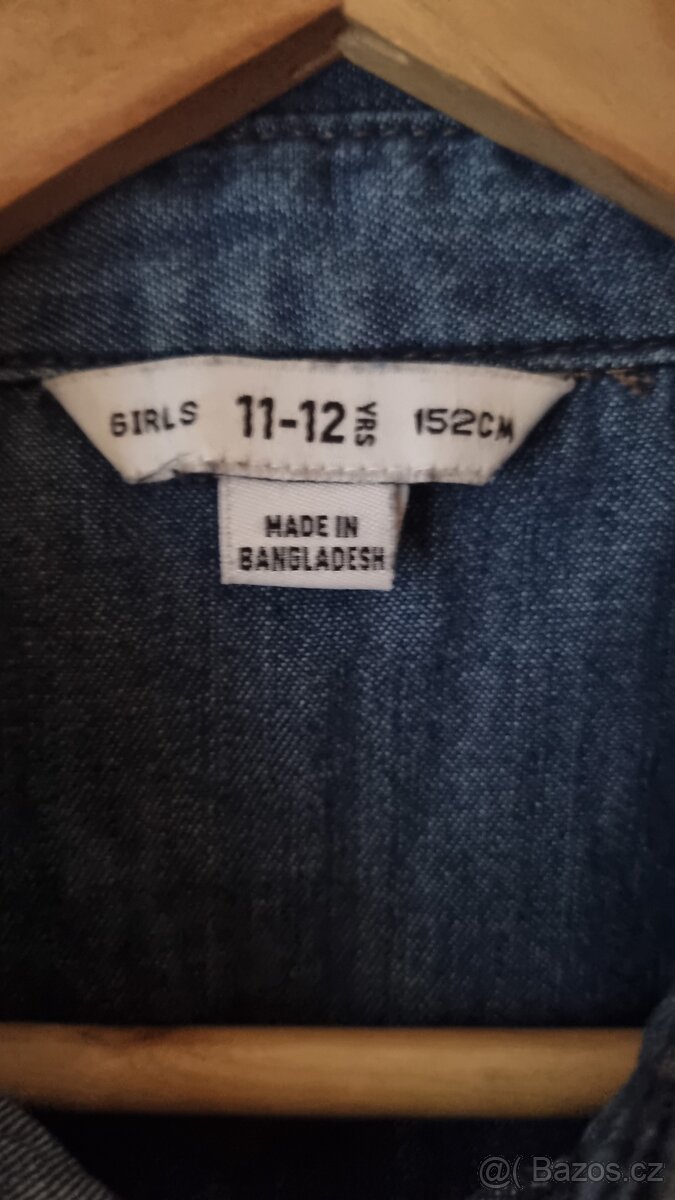 GIRLS 11-12 YRS 152CM
MADE IN
BANGLADESH
@( Bazos.cz